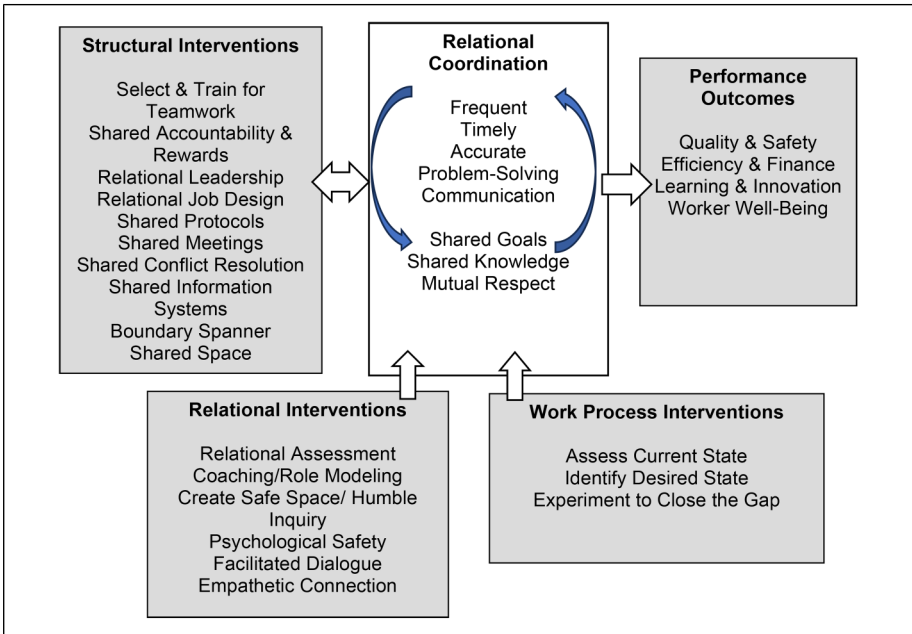 Structural Interventions
Select & Train for
Teamwork
Shared Accountability &
Rewards
Relational Leadership
Relational Job Design
Shared Protocols
Shared Meetings
Shared Conflict Resolution
Shared Information
Systems
Boundary Spanner
Shared Space
Relational
Coordination
Frequent
Timely
Accurate
Problem-Solving
Communication
Shared Goals
Shared Knowledge
Mutual Respect
Performance
Outcomes
Quality & Safety
Efficiency & Finance
Learning & Innovation
Worker Well-Being
Relational Interventions
Relational Assessment
Coaching/Role Modeling
Create Safe Space/ Humble
Inquiry
Psychological Safety
Facilitated Dialogue
Empathetic Connection
Work Process Interventions
Assess Current State
Identify Desired State
Experiment to Close the Gap